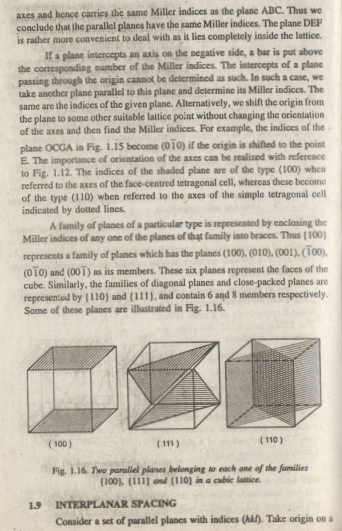 axes and hence carries the same Miller indices as the plane ABC. Thus we
conclude that the parallel planes have the same Miller indices. The plane DEF
is rather more convenient to deal with as it lies completely inside the lattice.
If a plane intercepts an axis on the negative side, a bar is put above
the corresponding number of the Miller indices. The intercepts of a plane
passing through the origin cannot be determined as such. In such a case, we
take another plane parallel to this plane and determine its Miller indices. The
same are the indices of the given plane. Alternatively, we shift the origin from
the plane to some other suitable lattice point without changing the orientation
of the axes and then find the Miller indices. For example, the indices of the
plane OCGA in Fig. 1.15 become (01̅0) if the origin is shifted to the point
E. The importance of orientation of the axes can be realized with reference
to Fig. 1.12. The indices of the shaded plane are of the type (100) when
referred to the axes of the face-centred tetragonal cell, whereas these become
of the type (110) when referred to the axes of the simple tetragonal cell
indicated by dotted lines.
A family of planes of a particular type is represented by enclosing the
Miller indices of any one of the planes of that family into braces. Thus {100}
represents a family of planes which has the planes (100), (010), (001), (1̅00),
(01̅0) and (001̅) as its members. These six planes represent the faces of the
cube. Similarly, the families of diagonal planes and close-packed planes are
represented by {110} and {111}, and contain 6 and 8 members respectively.
Some of these planes are illustrated in Fig. 1.16.
(100) (111) (110)
Fig. 1.16. Two parallel planes belonging to each one of the families
{100}, {111} and {110} in a cubic lattice.
1.9 INTERPLANAR SPACING
Consider a set of parallel planes with indices (hkl). Take origin on a